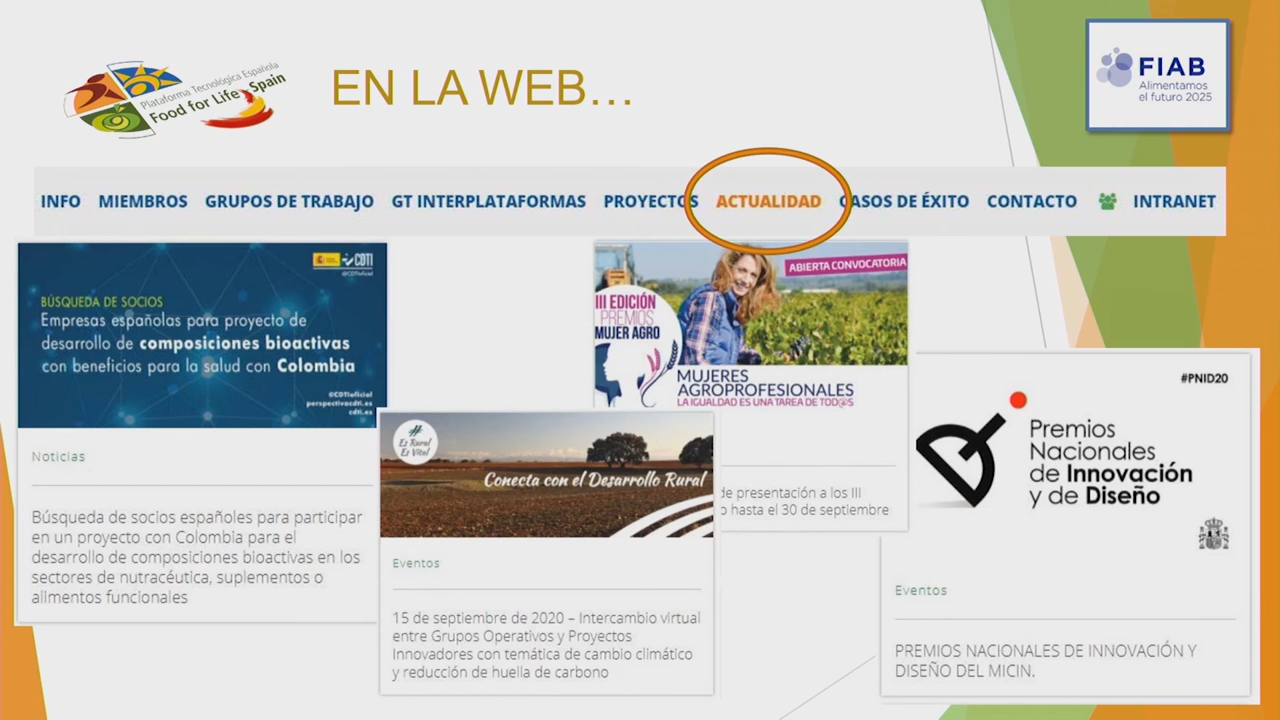 Plataforma Tecnológica Española
Food for Life Spain
EN LA WEB...
FIAB
Alimentamos
el futuro 2025
INFO MIEMBROS GRUPOS DE TRABAJO GT INTERPLATAFORMAS PROYECTOS ACTUALIDAD CASOS DE ÉXITO CONTACTO INTRANET
CDTI
@CDTIoficial
BÚSQUEDA DE SOCIOS
Empresas españolas para proyecto de
desarrollo de composiciones bioactivas
con beneficios para la salud con Colombia
@CDTIoficial
perspectivacdti.es
cdti.es
Noticias
Búsqueda de socios españoles para participar
en un proyecto con Colombia para el
desarrollo de composiciones bioactivas en los
sectores de nutracéutica, suplementos o
alimentos funcionales
#
Es Rural
Es Vital
Conecta con el Desarrollo Rural
Eventos
15 de septiembre de 2020 – Intercambio virtual
entre Grupos Operativos y Proyectos
Innovadores con temática de cambio climático
y reducción de huella de carbono
ABIERTA CONVOCATORIA
III EDICIÓN
PREMIOS
MUJER AGRO
MUJERES
AGROPROFESIONALES
LA IGUALDAD ES UNA TAREA DE TOD@S
de presentación a los III
o hasta el 30 de septiembre
#PNID20
Premios
Nacionales
de Innovación
y de Diseño
Eventos
PREMIOS NACIONALES DE INNOVACIÓN Y
DISEÑO DEL MICIN.